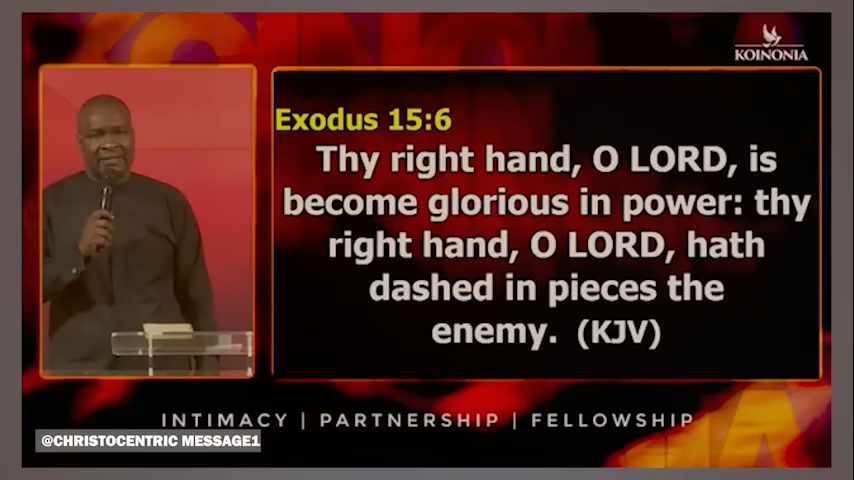 KOINONIA
Exodus 15:6
Thy right hand, O LORD, is
become glorious in power: thy
right hand, O LORD, hath
dashed in pieces the
enemy. (KJV)
INTIMACY | PARTNERSHIP | FELLOWSHIP
@CHRISTOCENTRIC MESSAGE1